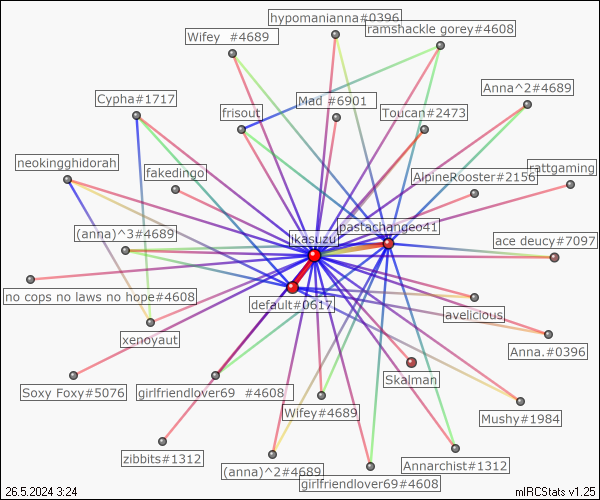 hypomanianna#0396
ramshackle gorey#4608
Wifey  #4689
Anna^2#4689
Cypha#1717
Mad #6901
frisout
Toucan#2473
neokingghidorah
fakedingo
rattgaming
AlpineRooster#2156
pastachangeo41
(anna)^3#4689
ikasuzu
ace deucy#7097
no cops no laws no hope#4608
default#0617
avelicious
xenoyaut
Anna.#0396
Skalman
Soxy Foxy#5076
girlfriendlover69  #4608
Wifey#4689
Mushy#1984
zibbits#1312
(anna)^2#4689
Annarchist#1312
girlfriendlover69#4608
26.5.2024 3:24
mIRCStats v1.25